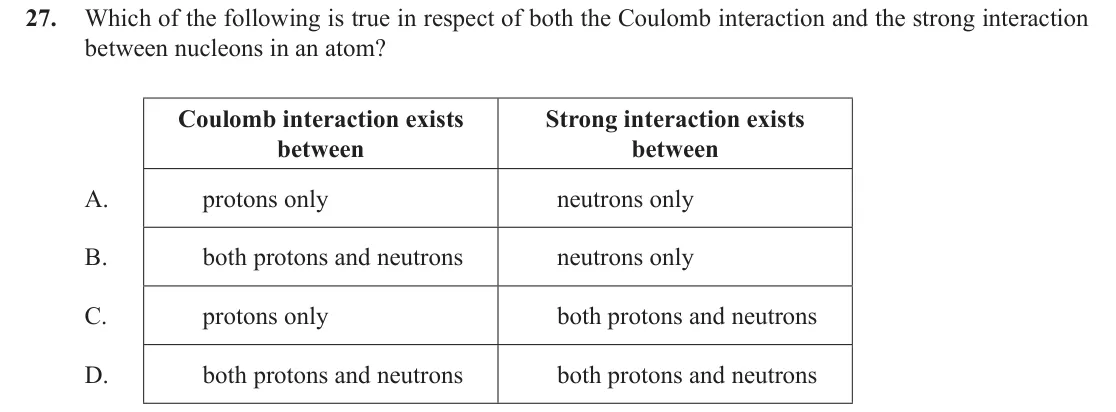 27. Which of the following is true in respect of both the Coulomb interaction and the strong interaction
between nucleons in an atom?
Coulomb interaction exists between Strong interaction exists between
A. protons only neutrons only
B. both protons and neutrons neutrons only
C. protons only both protons and neutrons
D. both protons and neutrons both protons and neutrons